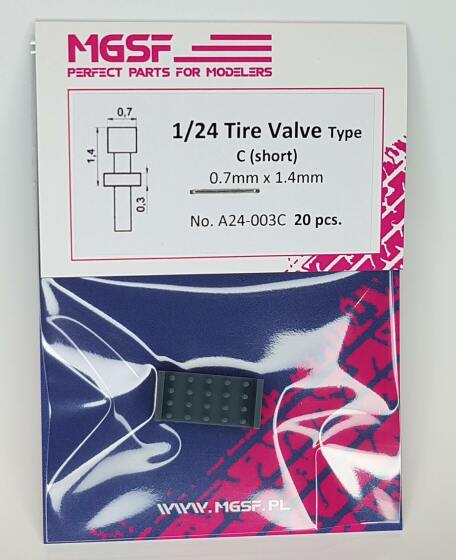 MGSF
PERFECT PARTS FOR MODELERS
0,7
1,4
0,3
1/24 Tire Valve Type
C (short)
0.7mm x 1.4mm
No. A24-003C 20 pcs.
WWW.MGSF.PL